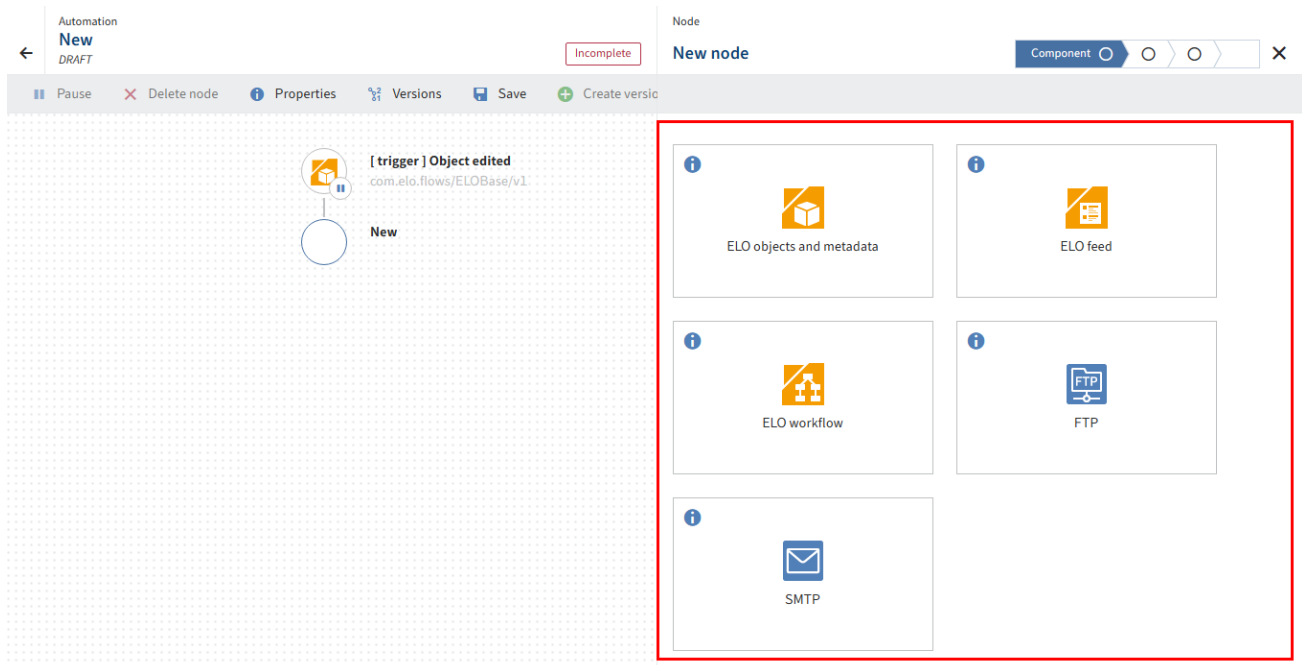 Automation
New
DRAFT
Incomplete
Node
New node
Component
Pause
Delete node
Properties
Versions
Save
Create versio
[ trigger ] Object edited
com.elo.flows/ELOBase/v1
New
ELO objects and metadata
ELO feed
ELO workflow
FTP
FTP
SMTP